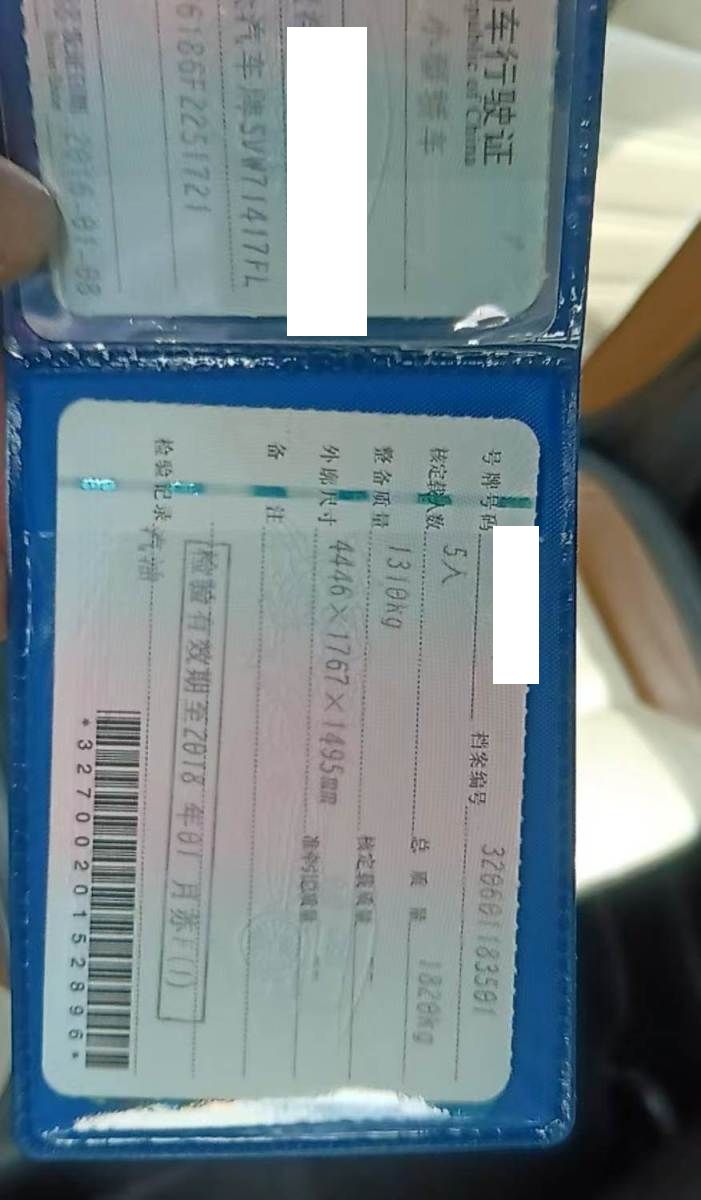 车行驶证
Republic of China
小型轿车
汽车牌SVW71417FL
6186F2251721
2016-01-08
号牌号码
档案编号 320601183501
核定载人数 5人
总质量 1820kg
整备质量 1310kg
核定载质量 --
外廓尺寸 4446×1767×1495mm
准牵引总质量 --
备注
检验有效期至2018年01月苏F(1)
检验记录 汽油
*3270020152896*